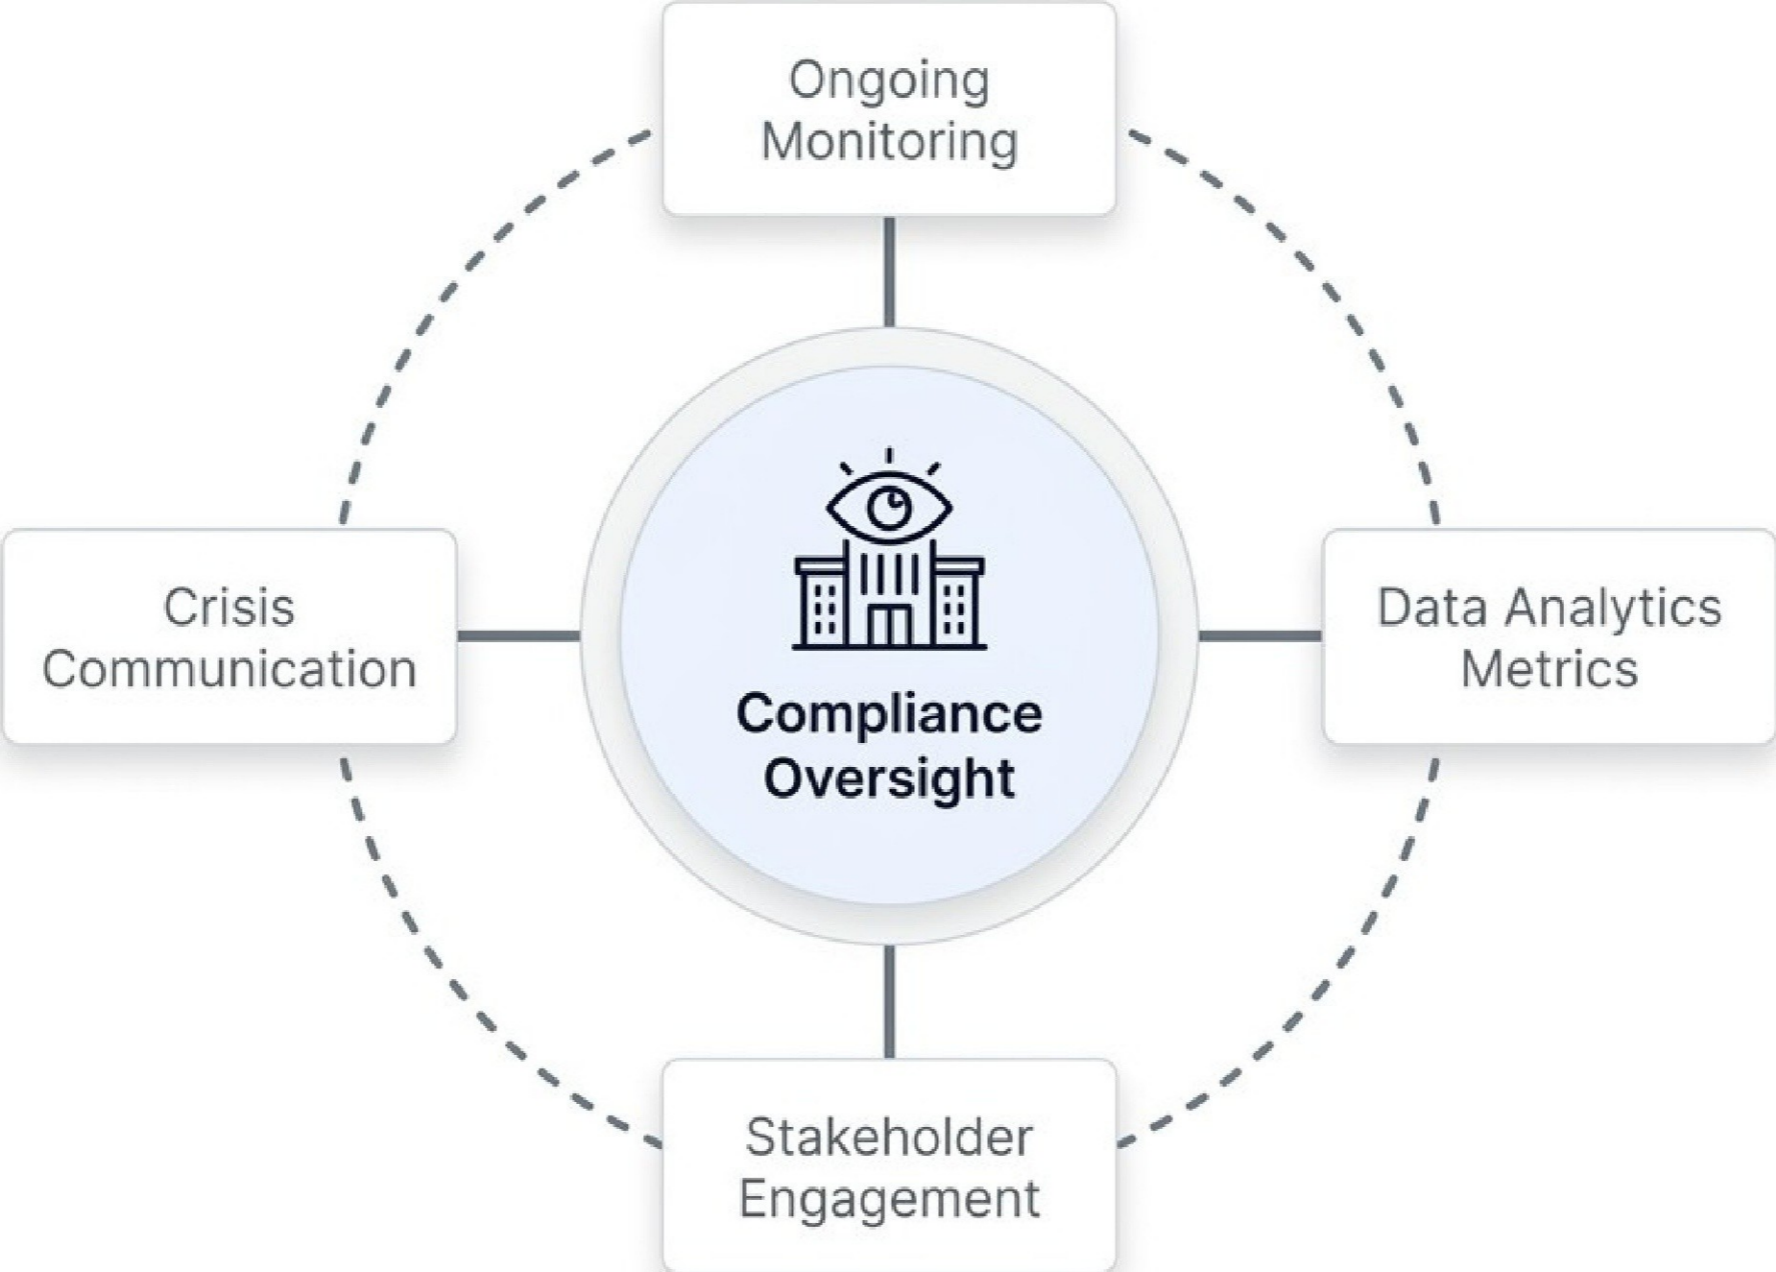 Ongoing
Monitoring
Crisis
Communication
Compliance
Oversight
Data Analytics
Metrics
Stakeholder
Engagement